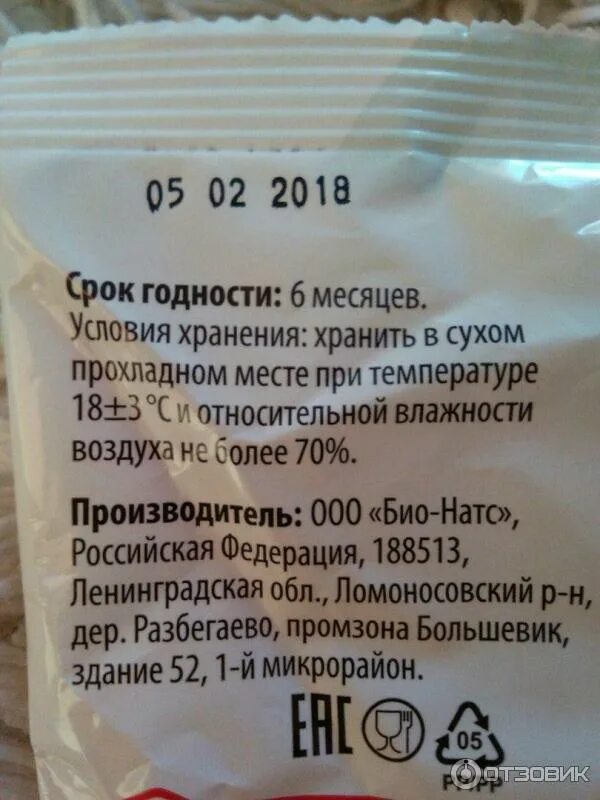 05 02 2018
Срок годности: 6 месяцев.
Условия хранения: хранить в сухом
прохладном месте при температуре
18±3 °С и относительной влажности
воздуха не более 70%.
Производитель: ООО «Био-Натс»,
Российская Федерация, 188513,
Ленинградская обл., Ломоносовский р-н,
дер. Разбегаево, промзона Большевик,
здание 52, 1-й микрорайон.
EAC
05
ОТЗОВИК